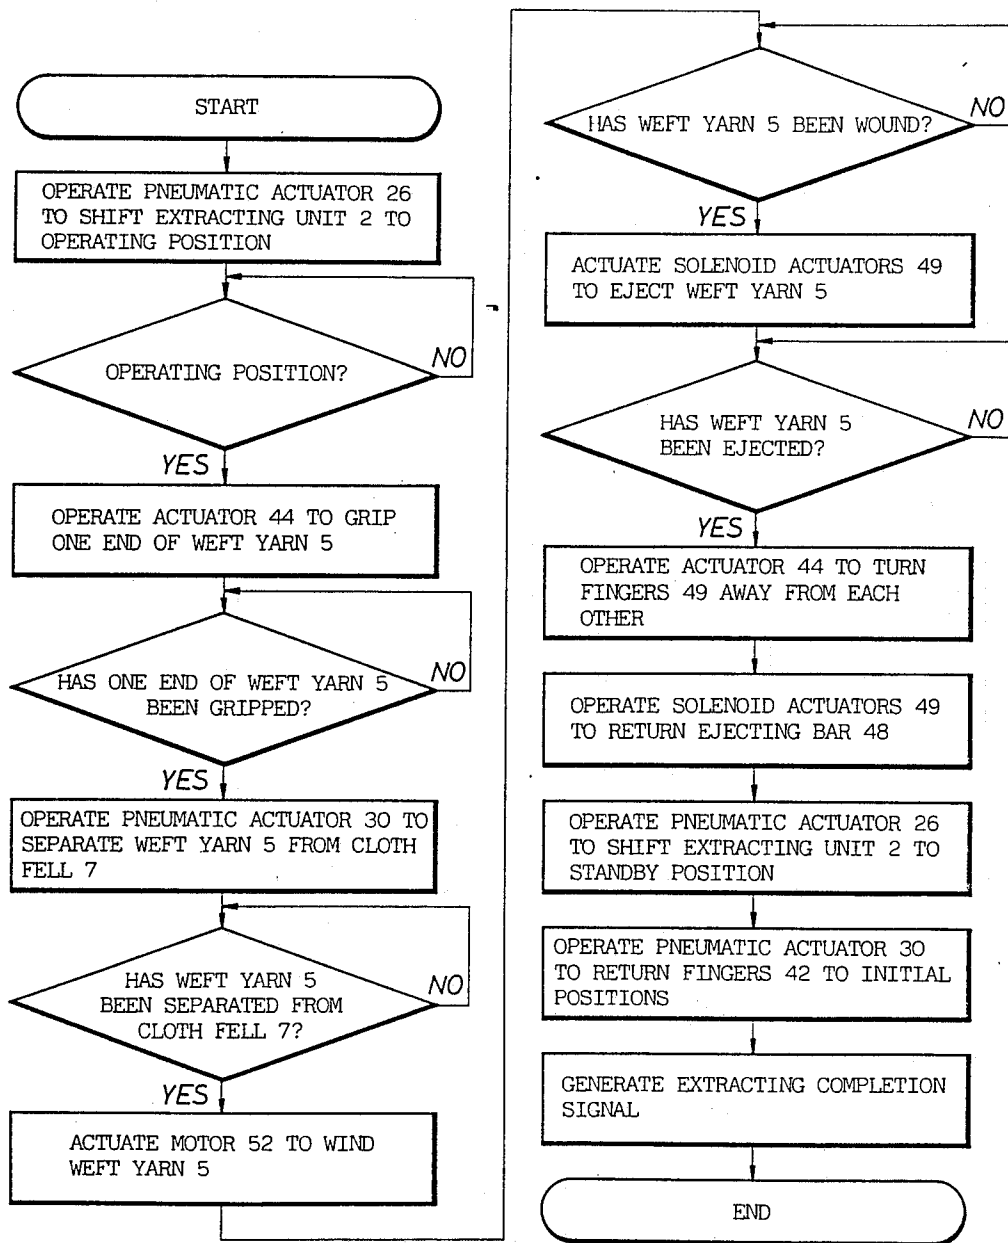 START
OPERATE PNEUMATIC ACTUATOR 26
TO SHIFT EXTRACTING UNIT 2 TO
OPERATING POSITION
OPERATING POSITION?
NO
YES
OPERATE ACTUATOR 44 TO GRIP
ONE END OF WEFT YARN 5
HAS ONE END OF WEFT YARN 5
BEEN GRIPPED?
NO
YES
OPERATE PNEUMATIC ACTUATOR 30 TO
SEPARATE WEFT YARN 5 FROM CLOTH
FELL 7
HAS WEFT YARN 5
BEEN SEPARATED FROM
CLOTH FELL 7?
NO
YES
ACTUATE MOTOR 52 TO WIND
WEFT YARN 5
HAS WEFT YARN 5 BEEN WOUND?
NO
YES
ACTUATE SOLENOID ACTUATORS 49
TO EJECT WEFT YARN 5
HAS WEFT YARN 5
BEEN EJECTED?
NO
YES
OPERATE ACTUATOR 44 TO TURN
FINGERS 49 AWAY FROM EACH
OTHER
OPERATE SOLENOID ACTUATORS 49
TO RETURN EJECTING BAR 48
OPERATE PNEUMATIC ACTUATOR 26
TO SHIFT EXTRACTING UNIT 2 TO
STANDBY POSITION
OPERATE PNEUMATIC ACTUATOR 30
TO RETURN FINGERS 42 TO INITIAL
POSITIONS
GENERATE EXTRACTING COMPLETION
SIGNAL
END